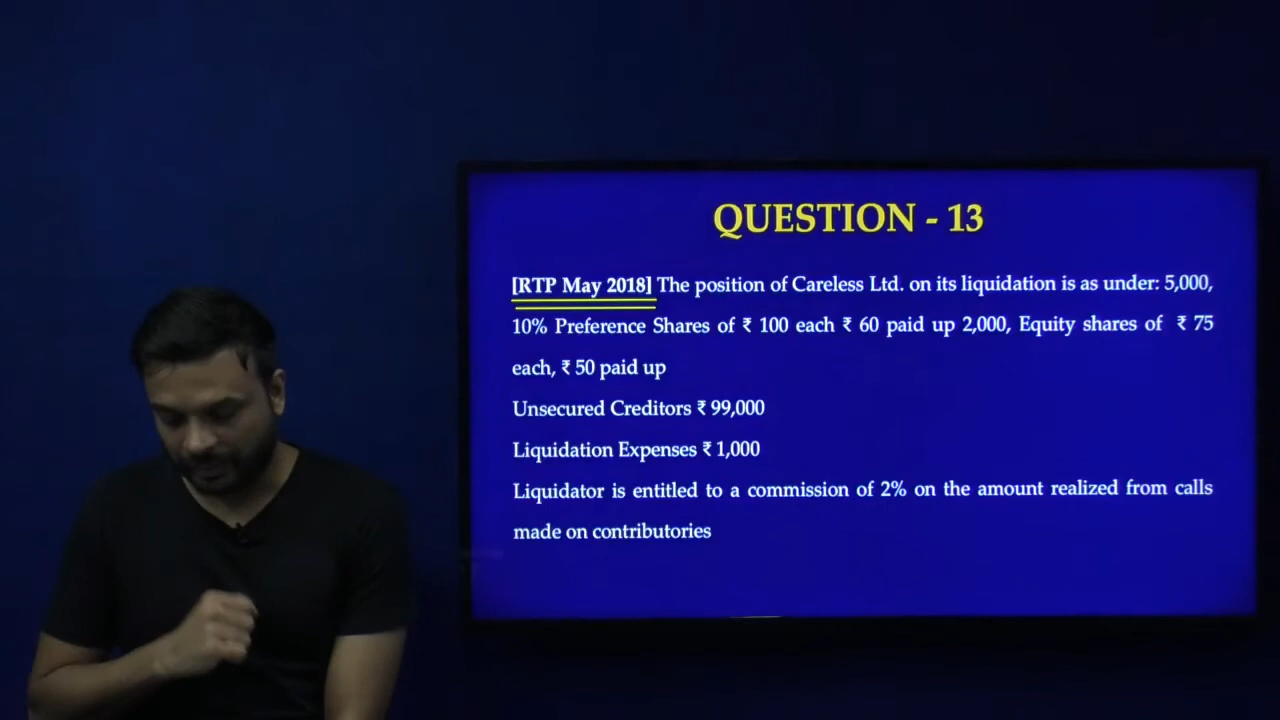 QUESTION - 13
[RTP May 2018] The position of Careless Ltd. on its liquidation is as under: 5,000,
10% Preference Shares of ₹ 100 each ₹ 60 paid up 2,000, Equity shares of ₹ 75
each, ₹ 50 paid up
Unsecured Creditors ₹ 99,000
Liquidation Expenses ₹ 1,000
Liquidator is entitled to a commission of 2% on the amount realized from calls
made on contributories